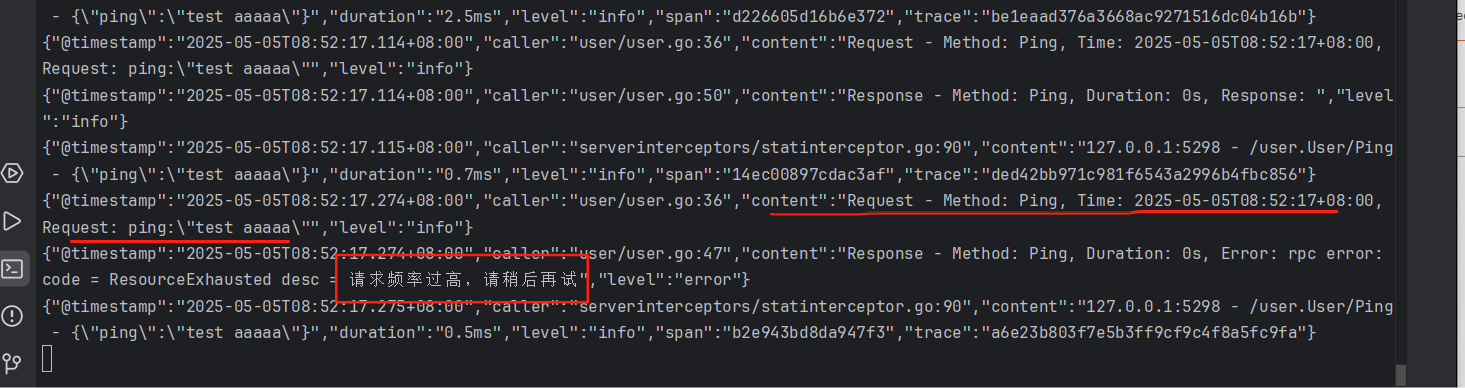 - {\"ping\":\"test aaaaa\"}","duration":"2.5ms","level":"info","span":"d226605d16b6e372","trace":"be1eaad376a3668ac9271516dc04b16b"}
{"@timestamp":"2025-05-05T08:52:17.114+08:00","caller":"user/user.go:36","content":"Request - Method: Ping, Time: 2025-05-05T08:52:17+08:00,
Request: ping:\"test aaaaa\"","level":"info"}
{"@timestamp":"2025-05-05T08:52:17.114+08:00","caller":"user/user.go:50","content":"Response - Method: Ping, Duration: 0s, Response: ","level
":"info"}
{"@timestamp":"2025-05-05T08:52:17.115+08:00","caller":"serverinterceptors/statinterceptor.go:90","content":"127.0.0.1:5298 - /user.User/Ping
- {\"ping\":\"test aaaaa\"}","duration":"0.7ms","level":"info","span":"14ec00897cdac3af","trace":"ded42bb971c981f6543a2996b4fbc856"}
{"@timestamp":"2025-05-05T08:52:17.274+08:00","caller":"user/user.go:36","content":"Request - Method: Ping, Time: 2025-05-05T08:52:17+08:00,
Request: ping:\"test aaaaa\"","level":"info"}
{"@timestamp":"2025-05-05T08:52:17.274+08:00","caller":"user/user.go:47","content":"Response - Method: Ping, Duration: 0s, Error: rpc error:
code = ResourceExhausted desc = 请求频率过高，请稍后再试","level":"error"}
{"@timestamp":"2025-05-05T08:52:17.275+08:00","caller":"serverinterceptors/statinterceptor.go:90","content":"127.0.0.1:5298 - /user.User/Ping
- {\"ping\":\"test aaaaa\"}","duration":"0.5ms","level":"info","span":"b2e943bd8da947f3","trace":"a6e23b803f7e5b3ff9cf9c4f8a5fc9fa"}